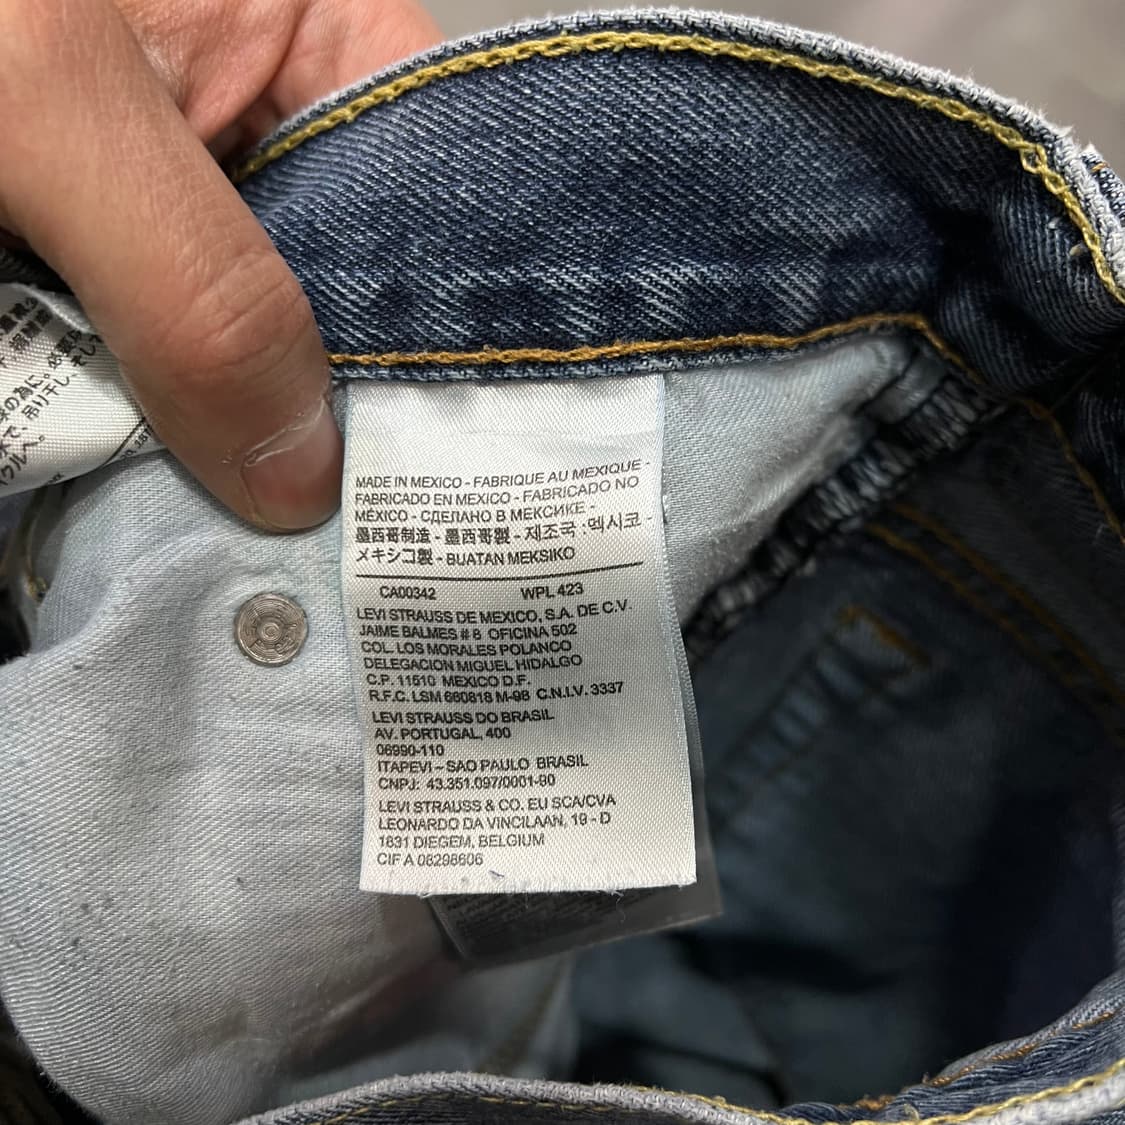 MADE IN MEXICO - FABRIQUE AU MEXIQUE -
FABRICADO EN MEXICO - FABRICADO NO
MÉXICO - СДЕЛАНО В МЕКСИКЕ -
墨西哥制造 - 墨西哥製 - 제조국 : 멕시코 -
メキシコ製 - BUATAN MEKSIKO
CA00342 WPL 423
LEVI STRAUSS DE MEXICO, S.A. DE C.V.
JAIME BALMES # 8 OFICINA 502
COL. LOS MORALES POLANCO
DELEGACION MIGUEL HIDALGO
C.P. 11510 MEXICO D.F.
R.F.C. LSM 680818 M-98 C.N.I.V. 3337
LEVI STRAUSS DO BRASIL
AV. PORTUGAL, 400
06990-110
ITAPEVI – SAO PAULO BRASIL
CNPJ: 43.351.097/0001-90
LEVI STRAUSS & CO. EU SCA/CVA
LEONARDO DA VINCILAAN, 19 - D
1831 DIEGEM, BELGIUM
CIF A 08298606